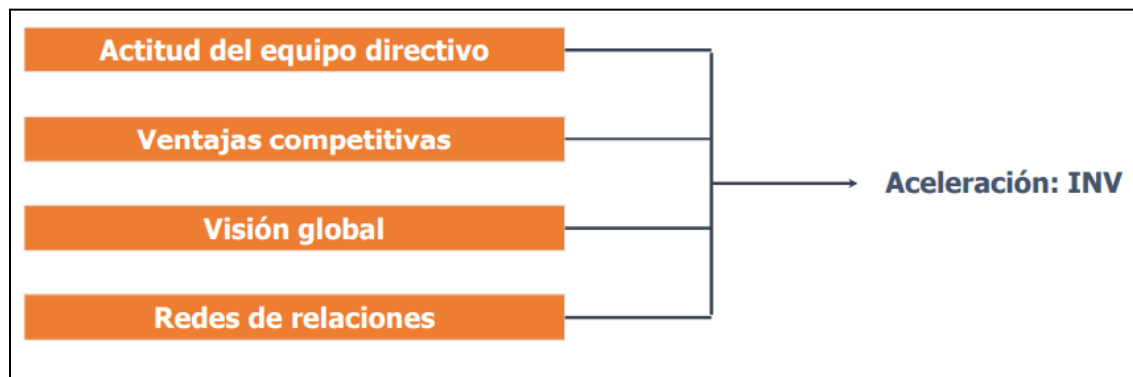 Actitud del equipo directivo
Ventajas competitivas
Aceleración: INV
Visión global
Redes de relaciones